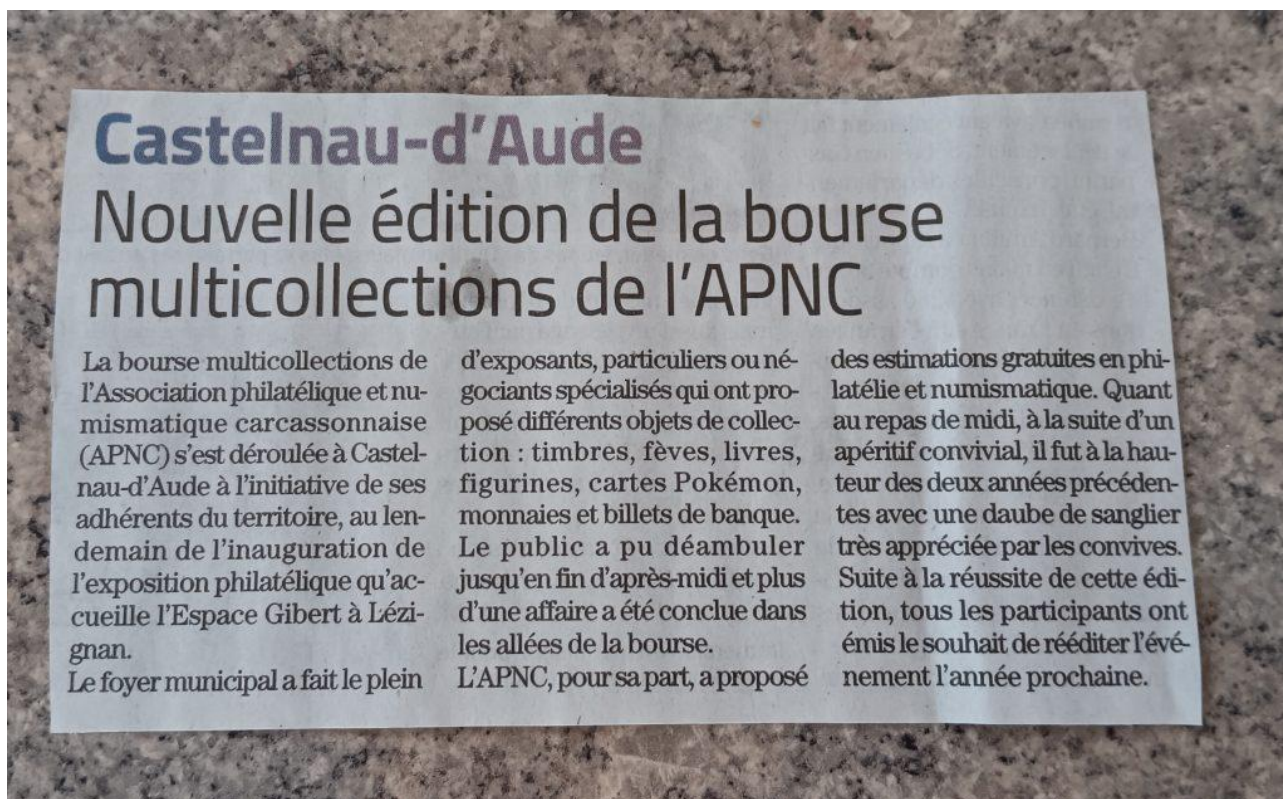 Castelnau-d'Aude
Nouvelle édition de la bourse
multicollections de l'APNC
La bourse multicollections de
l'Association philatélique et nu-
mismatique carcassonnaise
(APNC) s'est déroulée à Castel-
nau-d'Aude à l'initiative de ses
adhérents du territoire, au len-
demain de l'inauguration de
l'exposition philatélique qu'ac-
cueille l'Espace Gibert à Lézi-
gnan.
Le foyer municipal a fait le plein
d'exposants, particuliers ou né-
gociants spécialisés qui ont pro-
posé différents objets de collec-
tion : timbres, fèves, livres,
figurines, cartes Pokémon,
monnaies et billets de banque.
Le public a pu déambuler
jusqu'en fin d'après-midi et plus
d'une affaire a été conclue dans
les allées de la bourse.
L'APNC, pour sa part, a proposé
des estimations gratuites en phi-
latélie et numismatique. Quant
au repas de midi, à la suite d'un
apéritif convivial, il fut à la hau-
teur des deux années précéden-
tes avec une daube de sanglier
très appréciée par les convives.
Suite à la réussite de cette édi-
tion, tous les participants ont
émis le souhait de rééditer l'évé-
nement l'année prochaine.